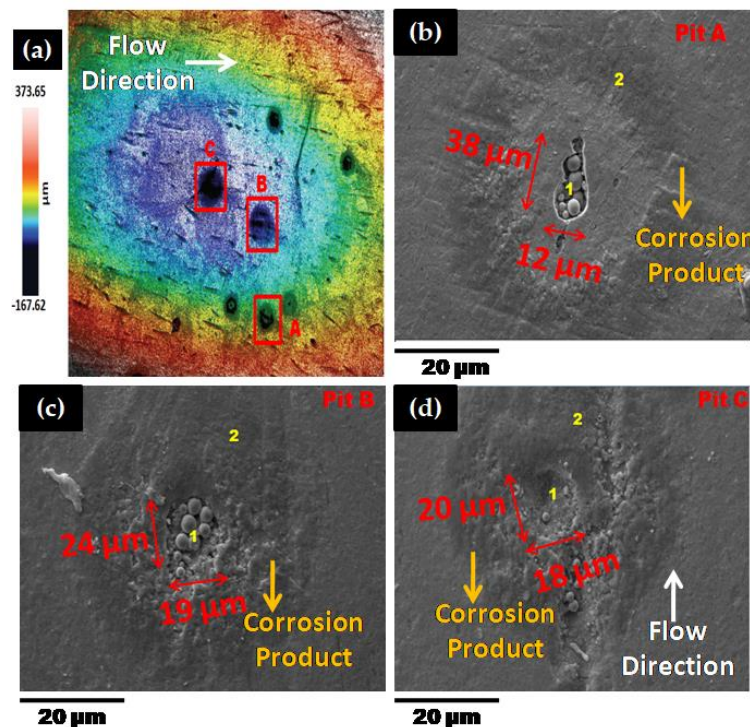 (a)
Flow
Direction
373.65
µm
-167.62
C
B
A
(b)
Pit A
2
38 µm
1
12 µm
Corrosion
Product
20 µm
(c)
Pit B
2
24 µm
1
19 µm
Corrosion
Product
20 µm
(d)
Pit C
2
1
20 µm
18 µm
Corrosion
Product
Flow
Direction
20 µm